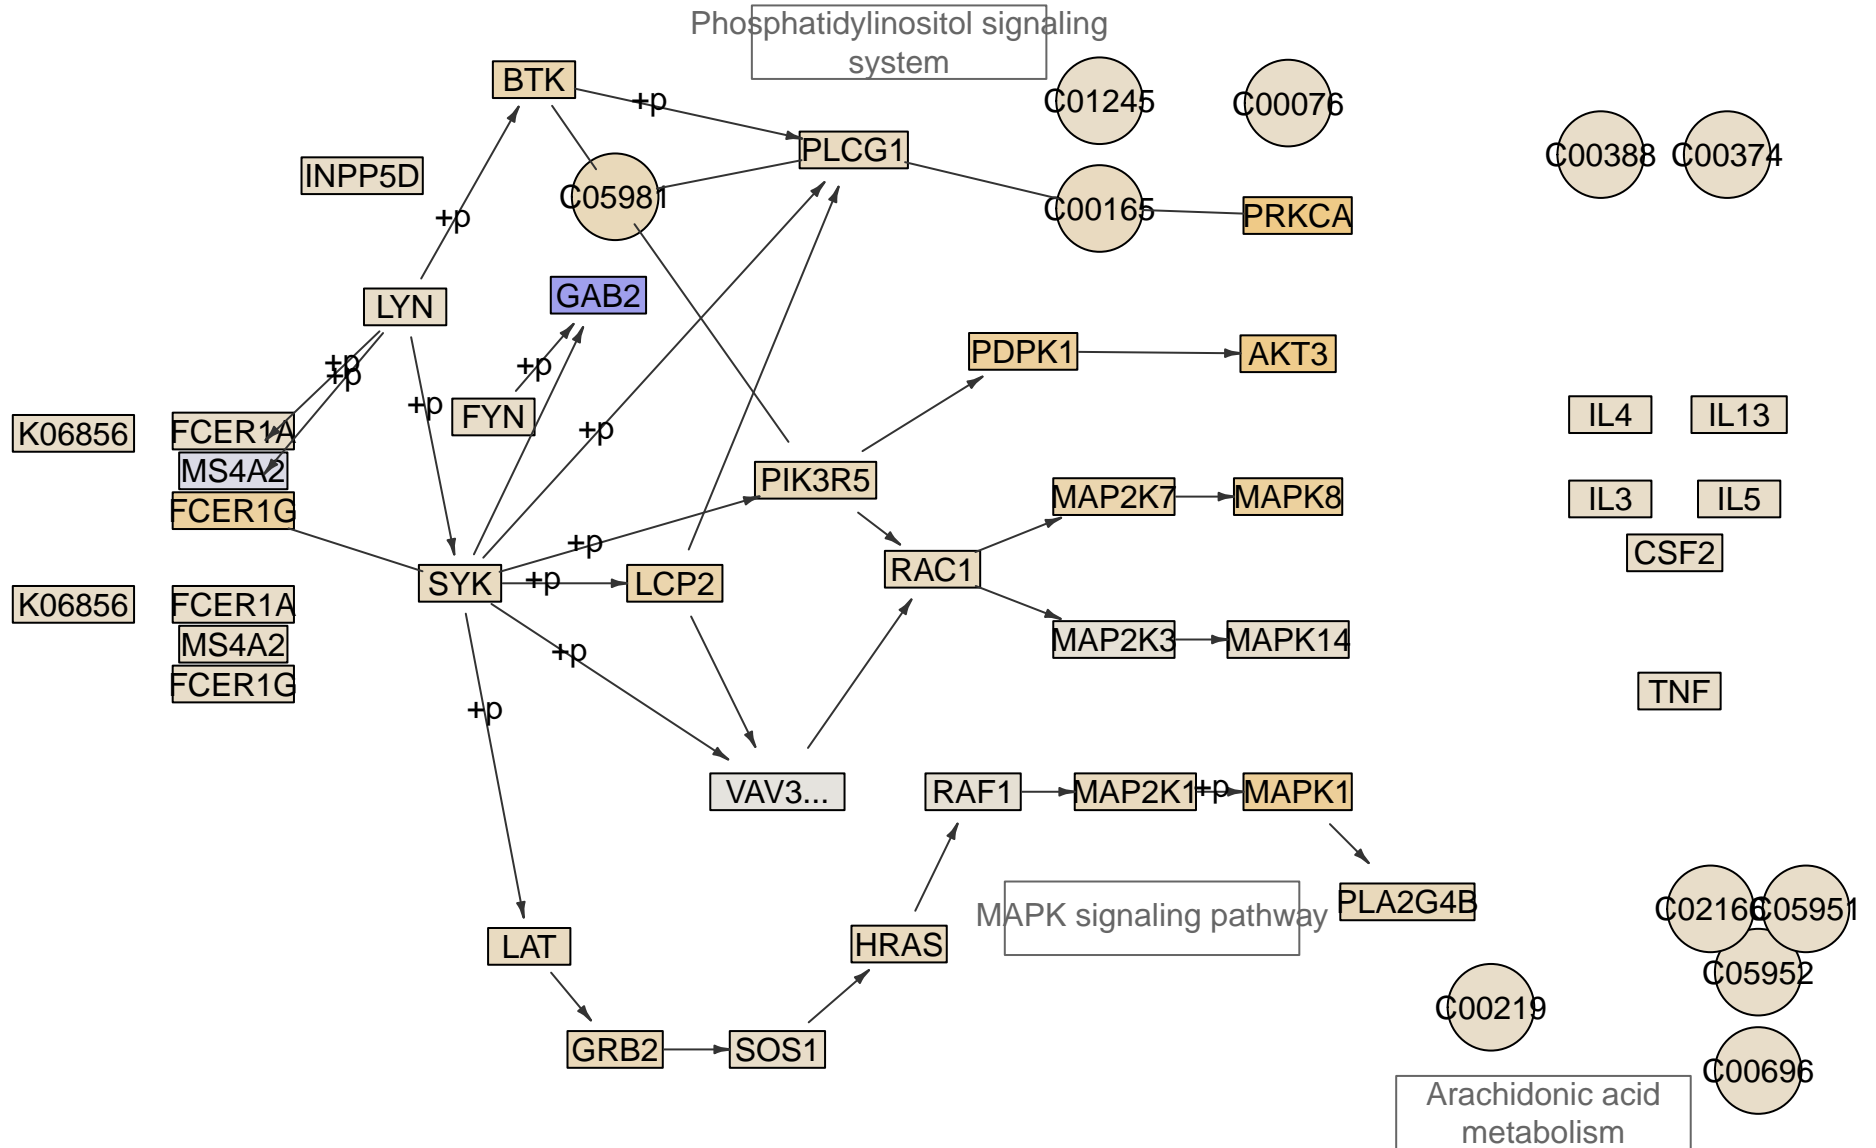 Phosphatidylinositol signaling
system
BTK
+p
C01245
C00076
PLCG1
C00388
C00374
INPP5D
C05981
C00165
PRKCA
+p
LYN
GAB2
PDPK1
AKT3
+p
+p
+p
+p
FYN
K06856
FCER1A
MS4A2
FCER1G
+p
IL4
IL13
PIK3R5
MAP2K7
MAPK8
IL3
IL5
+p
CSF2
SYK
+p
LCP2
RAC1
K06856
FCER1A
MS4A2
FCER1G
+p
MAP2K3
MAPK14
TNF
+p
VAV3...
RAF1
MAP2K1
+p
MAPK1
MAPK signaling pathway
PLA2G4B
C02166
C05951
LAT
HRAS
C05952
C00219
GRB2
SOS1
C00696
Arachidonic acid
metabolism